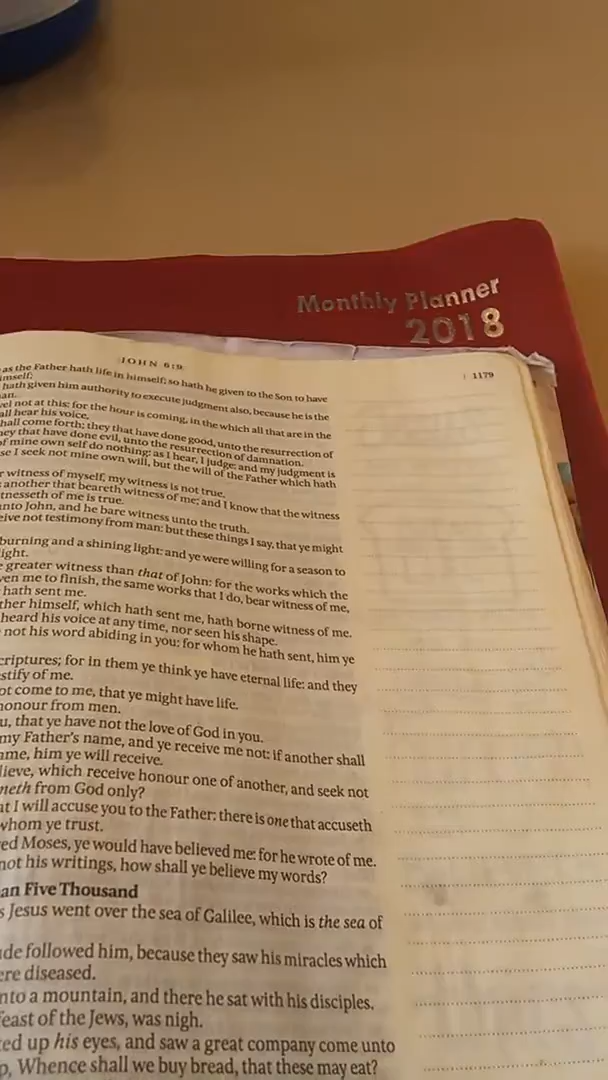 Monthly Planner
2018
JOHN 6:9
1179
as the Father hath life in himself; so hath he given to the Son to have
imself;
hath given him authority to execute judgment also, because he is the
an.
vel not at this: for the hour is coming, in the which all that are in the
all hear his voice,
hall come forth; they that have done good, unto the resurrection of
ey that have done evil, unto the resurrection of damnation.
f mine own self do nothing: as I hear, I judge: and my judgment is
se I seek not mine own will, but the will of the Father which hath
r witness of myself, my witness is not true.
another that beareth witness of me; and I know that the witness
tnesseth of me is true.
unto John, and he bare witness unto the truth.
eive not testimony from man: but these things I say, that ye might
burning and a shining light: and ye were willing for a season to
ight.
greater witness than that of John: for the works which the
ven me to finish, the same works that I do, bear witness of me,
hath sent me.
ther himself, which hath sent me, hath borne witness of me.
heard his voice at any time, nor seen his shape.
not his word abiding in you: for whom he hath sent, him ye
criptures; for in them ye think ye have eternal life: and they
stify of me.
ot come to me, that ye might have life.
honour from men.
u, that ye have not the love of God in you.
my Father's name, and ye receive me not: if another shall
ame, him ye will receive.
lieve, which receive honour one of another, and seek not
meth from God only?
at I will accuse you to the Father: there is one that accuseth
whom ye trust.
ed Moses, ye would have believed me: for he wrote of me.
not his writings, how shall ye believe my words?
an Five Thousand
s Jesus went over the sea of Galilee, which is the sea of
ude followed him, because they saw his miracles which
ere diseased.
nto a mountain, and there he sat with his disciples.
feast of the Jews, was nigh.
ted up his eyes, and saw a great company come unto
p, Whence shall we buy bread, that these may eat?